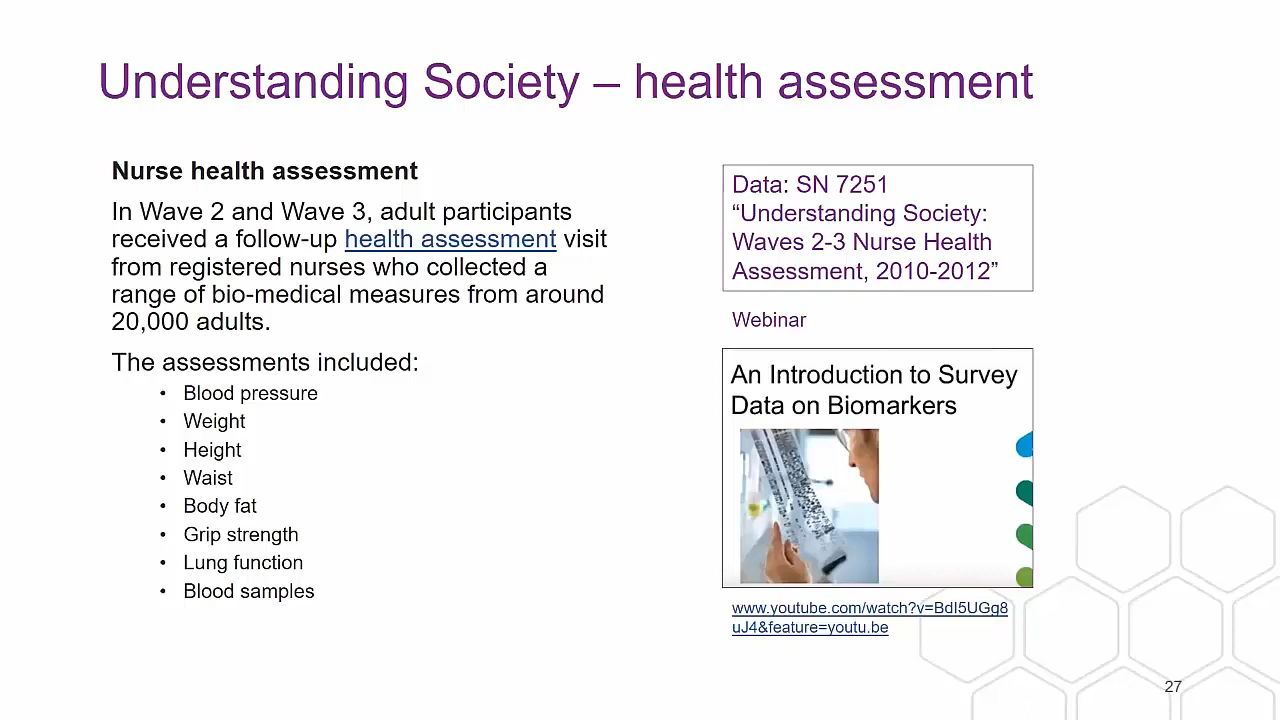 Understanding Society – health assessment
Nurse health assessment
In Wave 2 and Wave 3, adult participants
received a follow-up health assessment visit
from registered nurses who collected a
range of bio-medical measures from around
20,000 adults.
The assessments included:
• Blood pressure
• Weight
• Height
• Waist
• Body fat
• Grip strength
• Lung function
• Blood samples
Data: SN 7251
“Understanding Society:
Waves 2-3 Nurse Health
Assessment, 2010-2012”
Webinar
An Introduction to Survey
Data on Biomarkers
www.youtube.com/watch?v=BdI5UGg8
uJ4&feature=youtu.be
27